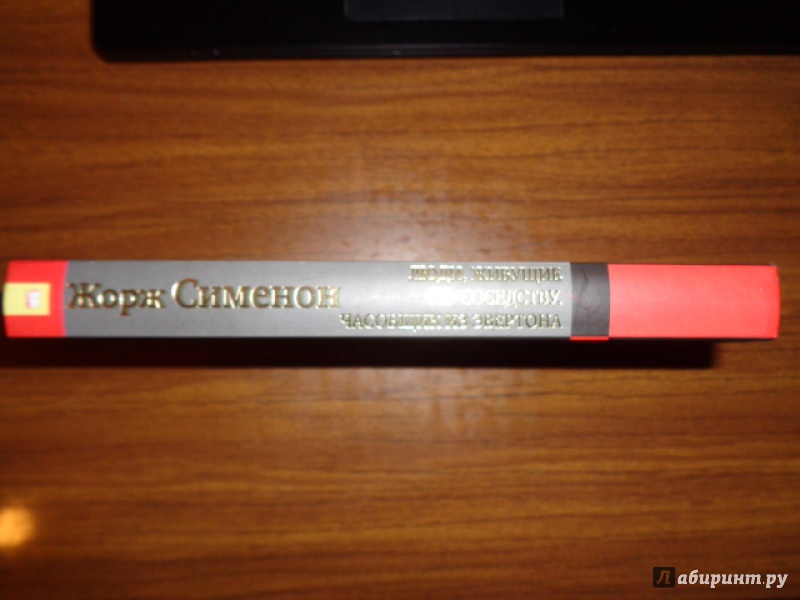 Жорж Сименон
ЛЮДИ, ЖИВУЩИЕ
ПО СОСЕДСТВУ.
ЧАСОВЩИК ИЗ ЭВЕРТОНА
Лабиринт.ру